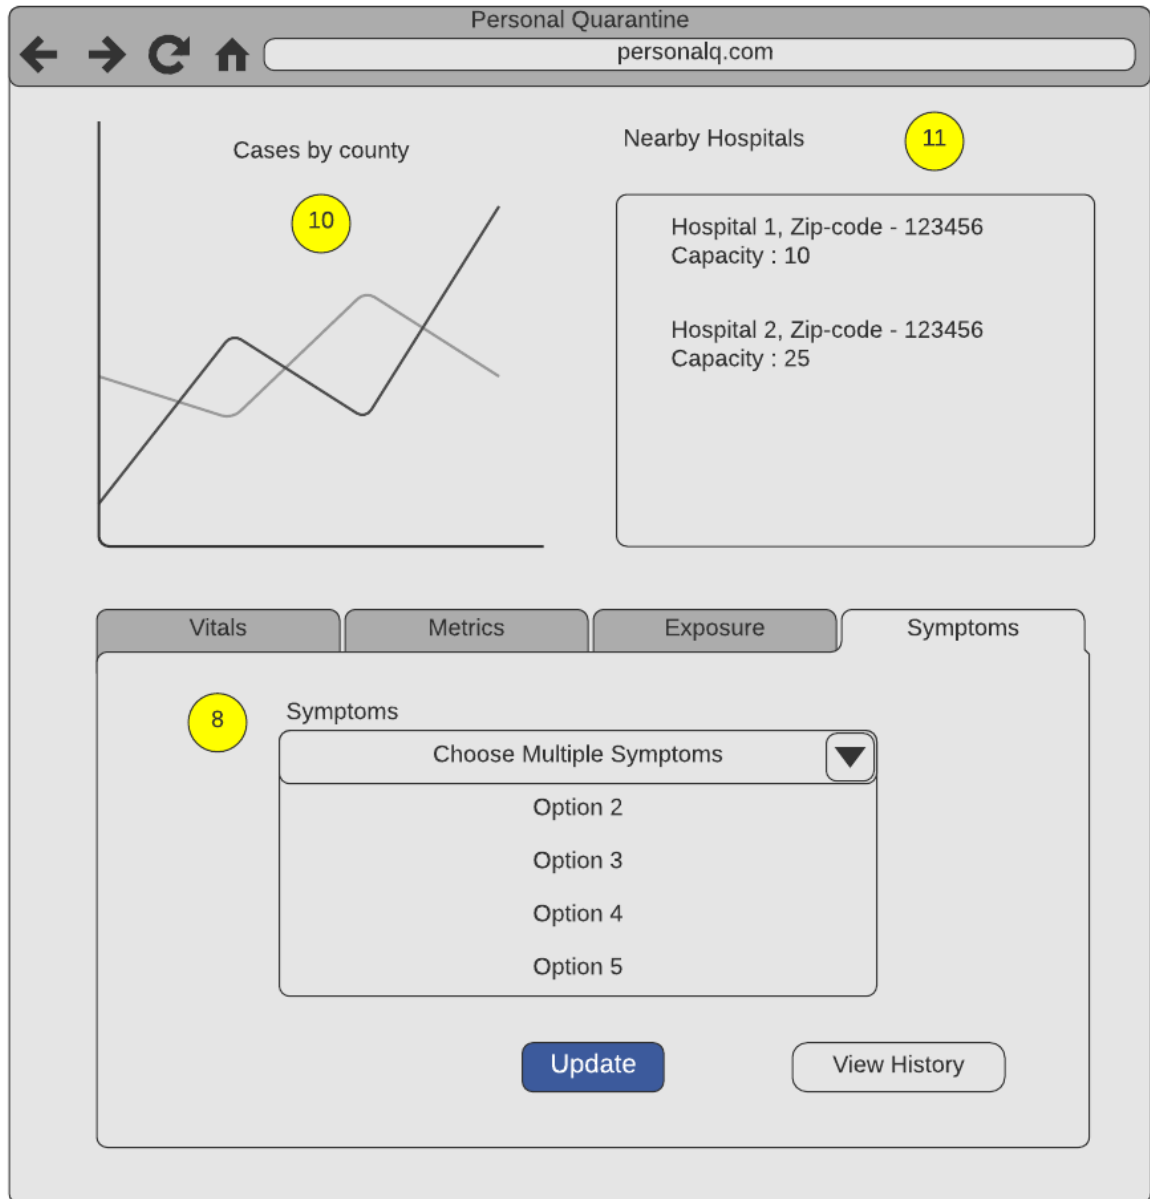 Personal Quarantine
personalq.com
Cases by county
10
Nearby Hospitals
11
Hospital 1, Zip-code - 123456
Capacity : 10
Hospital 2, Zip-code - 123456
Capacity : 25
Vitals
Metrics
Exposure
Symptoms
8
Symptoms
Choose Multiple Symptoms
Option 2
Option 3
Option 4
Option 5
Update
View History